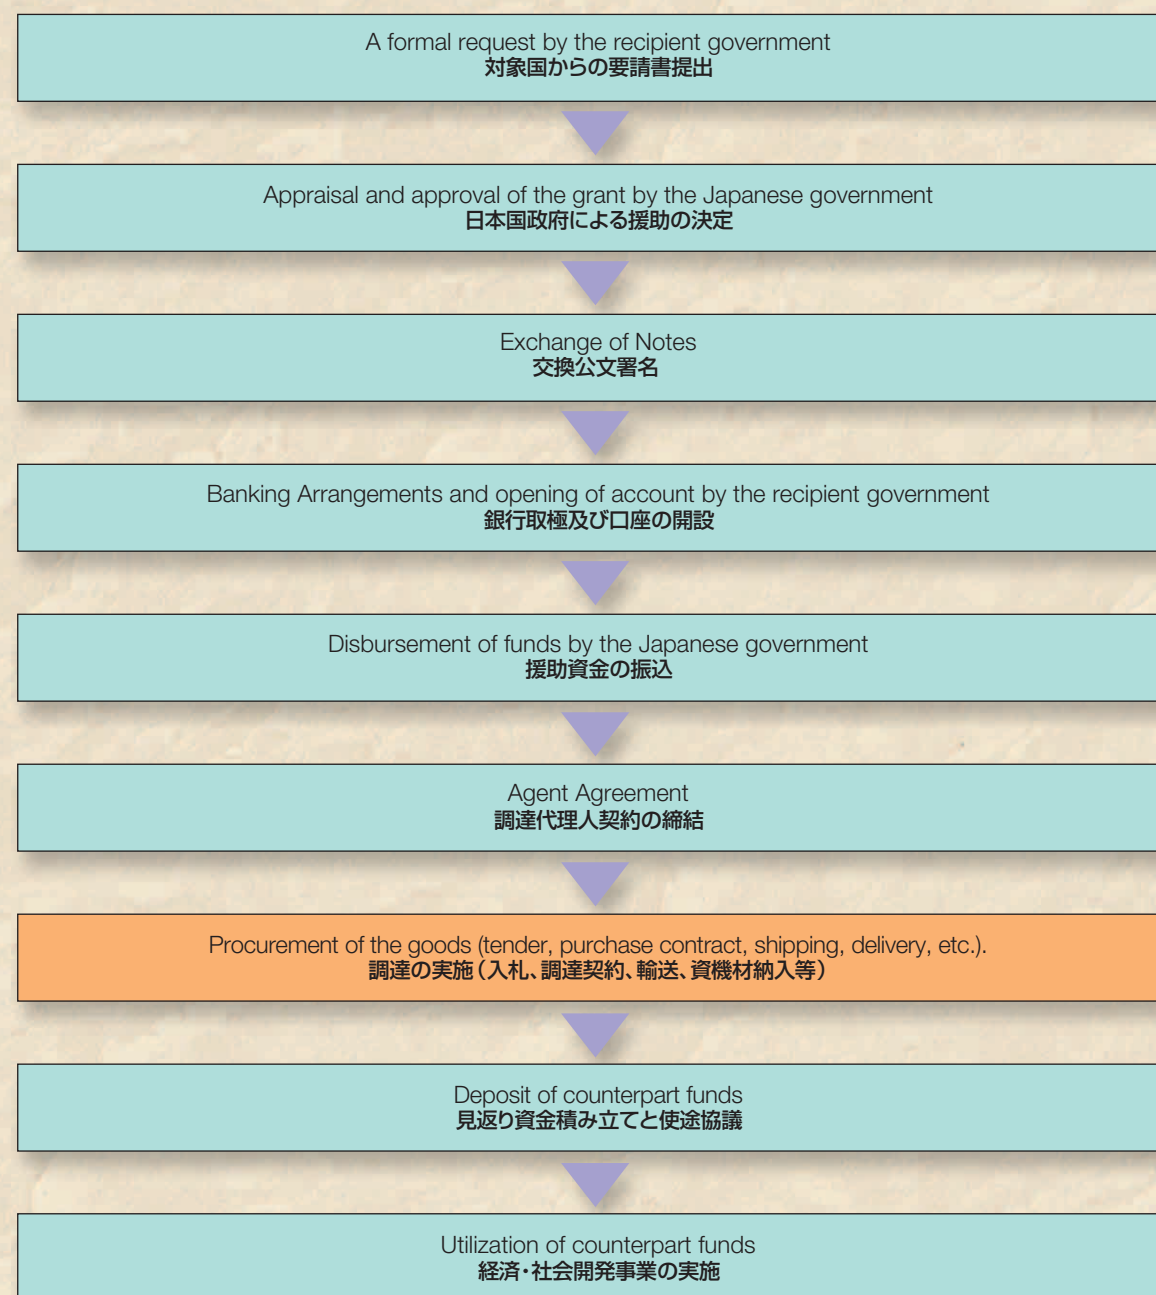 A formal request by the recipient government
対象国からの要請書提出
Appraisal and approval of the grant by the Japanese government
日本国政府による援助の決定
Exchange of Notes
交換公文署名
Banking Arrangements and opening of account by the recipient government
銀行取極及び口座の開設
Disbursement of funds by the Japanese government
援助資金の振込
Agent Agreement
調達代理人契約の締結
Procurement of the goods (tender, purchase contract, shipping, delivery, etc.).
調達の実施（入札、調達契約、輸送、資機材納入等）
Deposit of counterpart funds
見返り資金積み立てと使途協議
Utilization of counterpart funds
経済・社会開発事業の実施